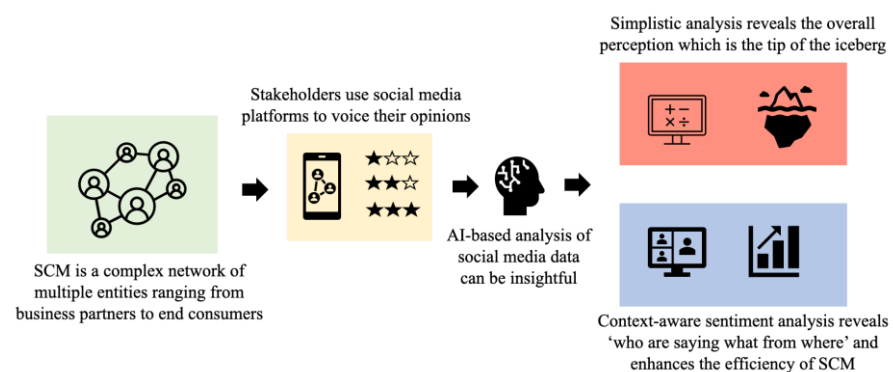 SCM is a complex network of
multiple entities ranging from
business partners to end consumers
Stakeholders use social media
platforms to voice their opinions
AI-based analysis of
social media data
can be insightful
Simplistic analysis reveals the overall
perception which is the tip of the iceberg
Context-aware sentiment analysis reveals
‘who are saying what from where’ and
enhances the efficiency of SCM